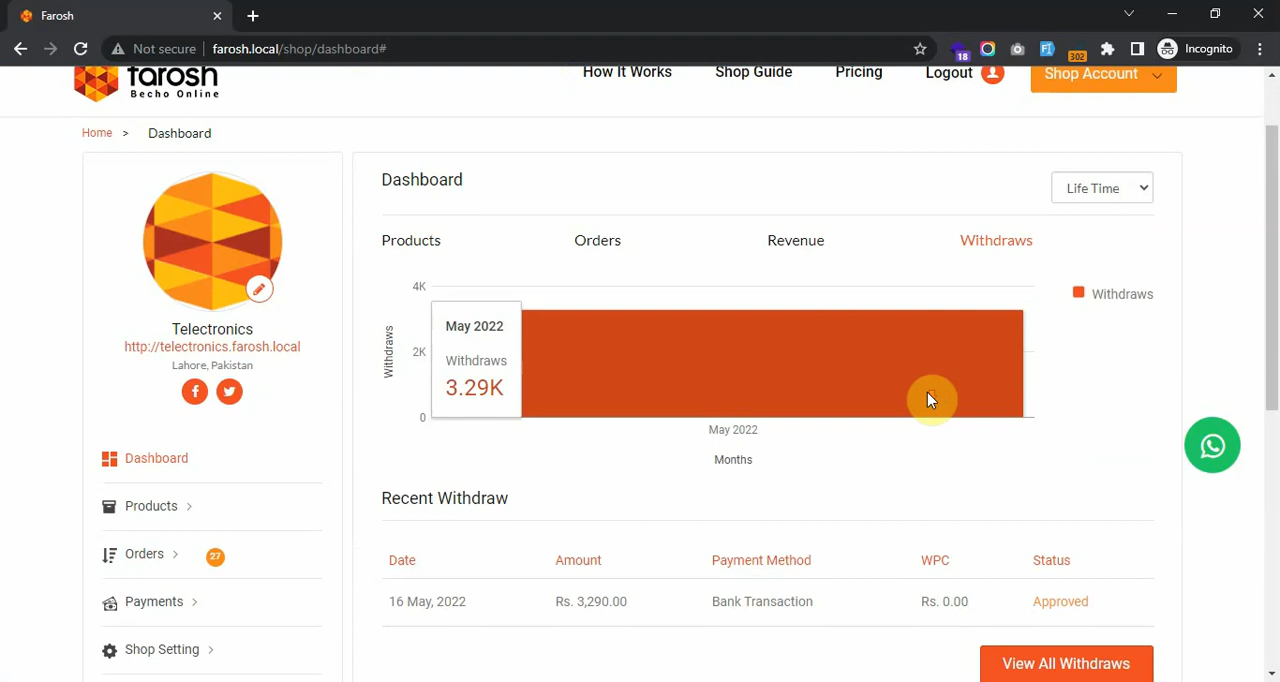 Farosh
Not secure farosh.local/shop/dashboard#
18
FI
302
Incognito
farosh
Becho Online
How It Works
Shop Guide
Pricing
Logout
Shop Account
Home > Dashboard
Telectronics
http://telectronics.farosh.local
Lahore, Pakistan
Dashboard
Products
Orders
27
Payments
Shop Setting
Dashboard
Life Time
Products
Orders
Revenue
Withdraws
4K
2K
0
Withdraws
May 2022
Withdraws
3.29K
May 2022
Months
Withdraws
Recent Withdraw
Date Amount Payment Method WPC Status
16 May, 2022 Rs. 3,290.00 Bank Transaction Rs. 0.00 Approved
View All Withdraws